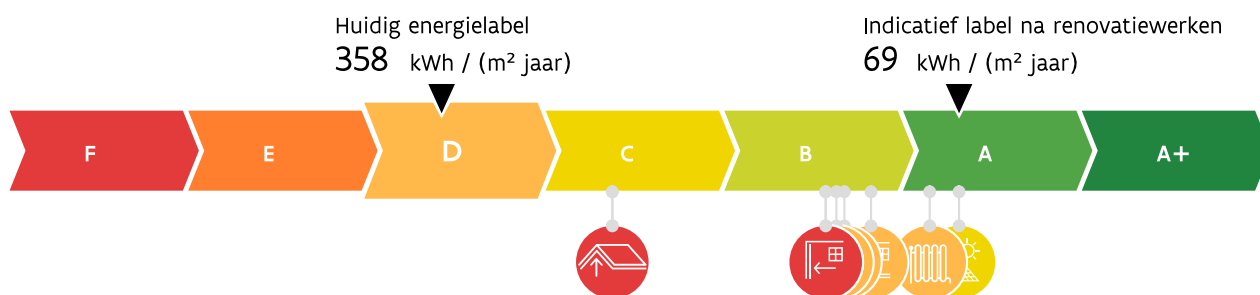 Huidig energielabel
358 kWh / (m² jaar)
Indicatief label na renovatiewerken
69 kWh / (m² jaar)
F E D C B A A+